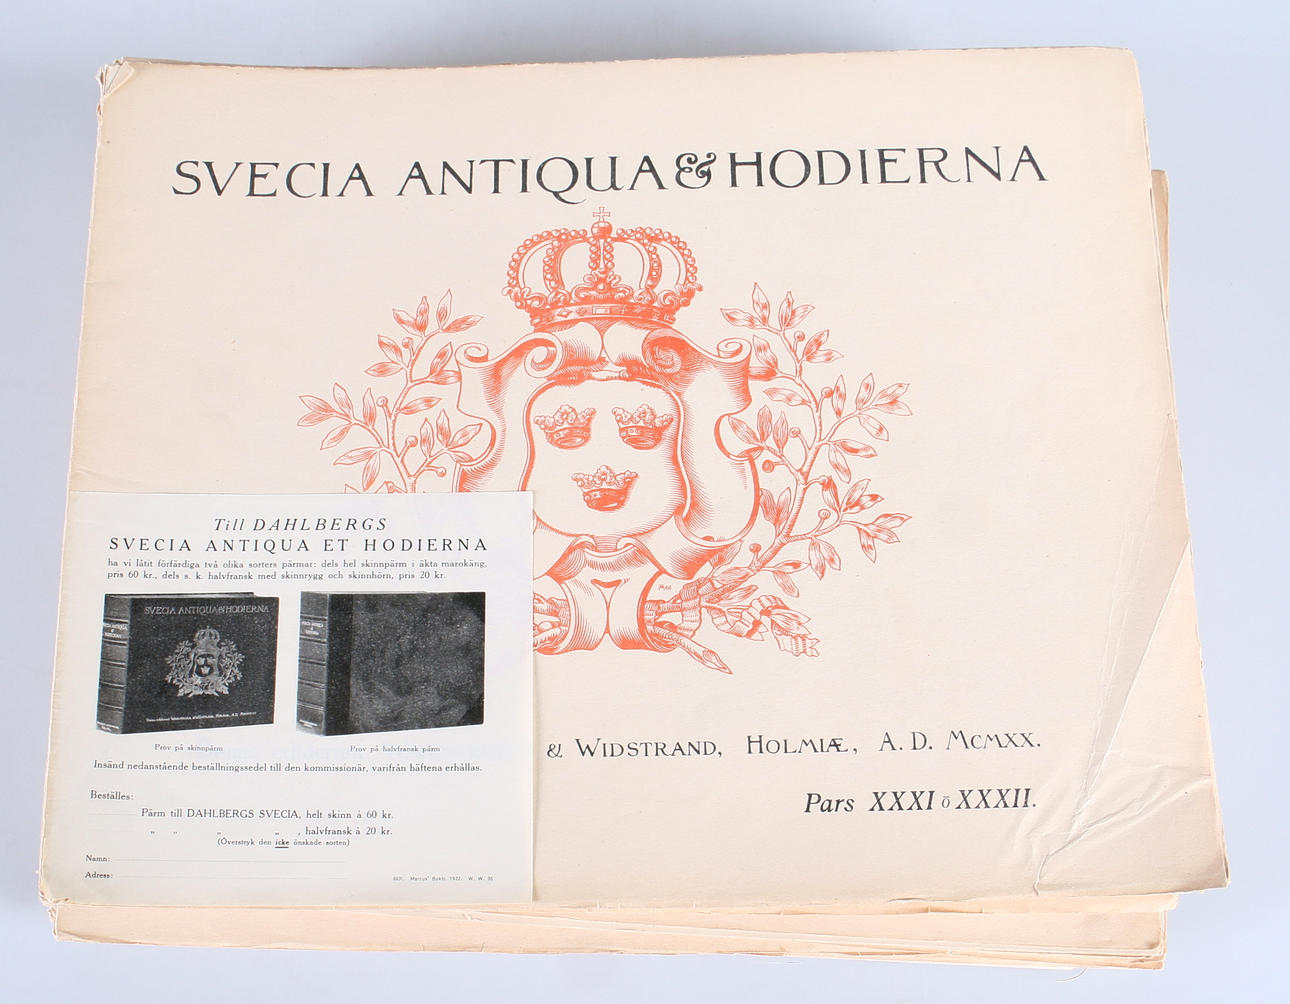 SVECIA ANTIQUA & HODIERNA
& WIDSTRAND, HOLMIÆ, A. D. MCMXX.
Pars XXXI ō XXXII.
Till DAHLBERGS
SVECIA ANTIQUA ET HODIERNA
ha vi låtit förfärdiga två olika sorters pärmar: dels hel skinnpärm i äkta marokäng,
pris 60 kr., dels s. k. halvfransk med skinnrygg och skinnhörn, pris 20 kr.
SVECIA ANTIQUA & HODIERNA
Prov på skinnpärm
Prov på halvfransk pärm
Insänd nedanstående beställningssedel till den kommissionär, varifrån häftena erhållas.
Beställes:
Pärm till DAHLBERGS SVECIA, helt skinn à 60 kr.
„ „ „ „ , halvfransk à 20 kr.
(Överstryk den icke önskade sorten)
Namn:
Adress:
Boktr. 1922. W. W.